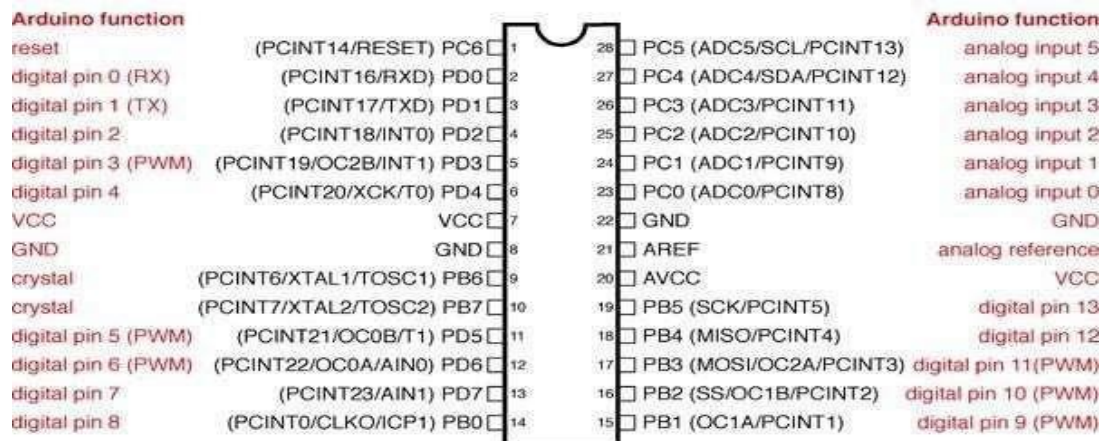 Arduino function Arduino function
reset (PCINT14/RESET) PC6 1 28 PC5 (ADC5/SCL/PCINT13) analog input 5
digital pin 0 (RX) (PCINT16/RXD) PD0 2 27 PC4 (ADC4/SDA/PCINT12) analog input 4
digital pin 1 (TX) (PCINT17/TXD) PD1 3 26 PC3 (ADC3/PCINT11) analog input 3
digital pin 2 (PCINT18/INT0) PD2 4 25 PC2 (ADC2/PCINT10) analog input 2
digital pin 3 (PWM) (PCINT19/OC2B/INT1) PD3 5 24 PC1 (ADC1/PCINT9) analog input 1
digital pin 4 (PCINT20/XCK/T0) PD4 6 23 PC0 (ADC0/PCINT8) analog input 0
VCC VCC 7 22 GND GND
GND GND 8 21 AREF analog reference
crystal (PCINT6/XTAL1/TOSC1) PB6 9 20 AVCC VCC
crystal (PCINT7/XTAL2/TOSC2) PB7 10 19 PB5 (SCK/PCINT5) digital pin 13
digital pin 5 (PWM) (PCINT21/OC0B/T1) PD5 11 18 PB4 (MISO/PCINT4) digital pin 12
digital pin 6 (PWM) (PCINT22/OC0A/AIN0) PD6 12 17 PB3 (MOSI/OC2A/PCINT3) digital pin 11(PWM)
digital pin 7 (PCINT23/AIN1) PD7 13 16 PB2 (SS/OC1B/PCINT2) digital pin 10 (PWM)
digital pin 8 (PCINT0/CLKO/ICP1) PB0 14 15 PB1 (OC1A/PCINT1) digital pin 9 (PWM)